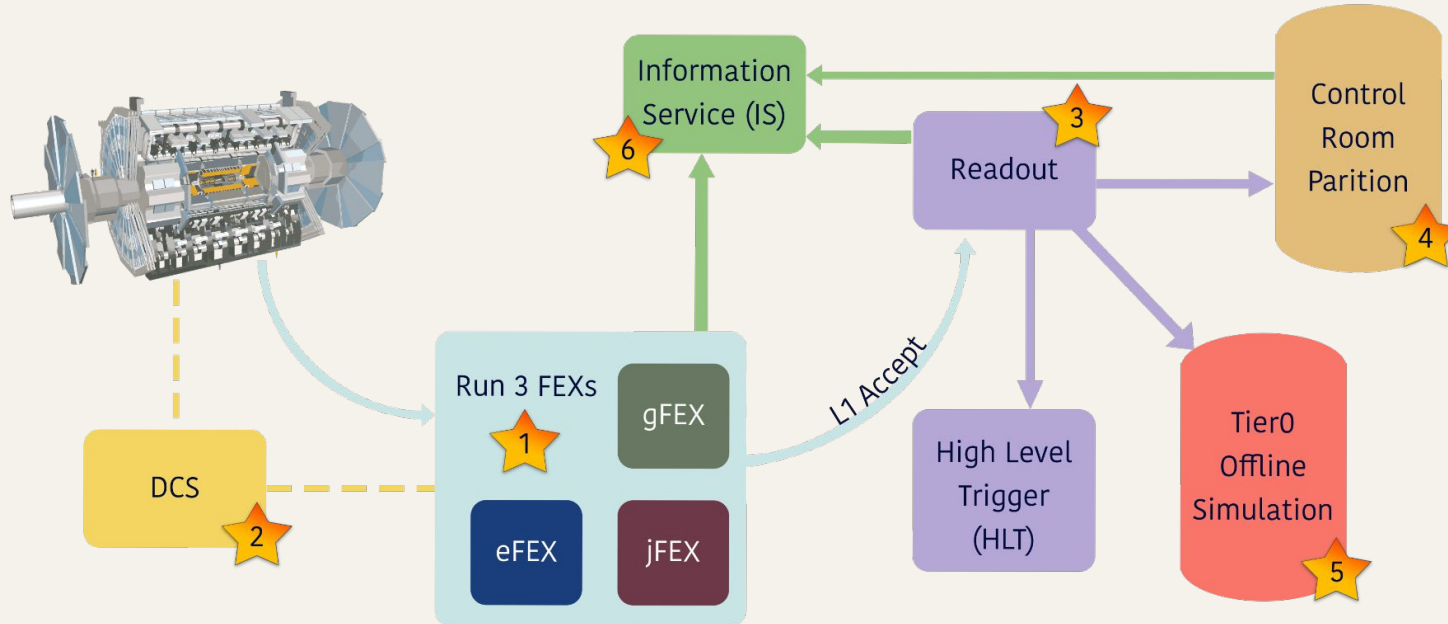 Information
Service (IS)
6
3
Readout
Control
Room
Parition
4
Run 3 FEXs
1
gFEX
eFEX
jFEX
L1 Accept
DCS
2
High Level
Trigger
(HLT)
Tier0
Offline
Simulation
5